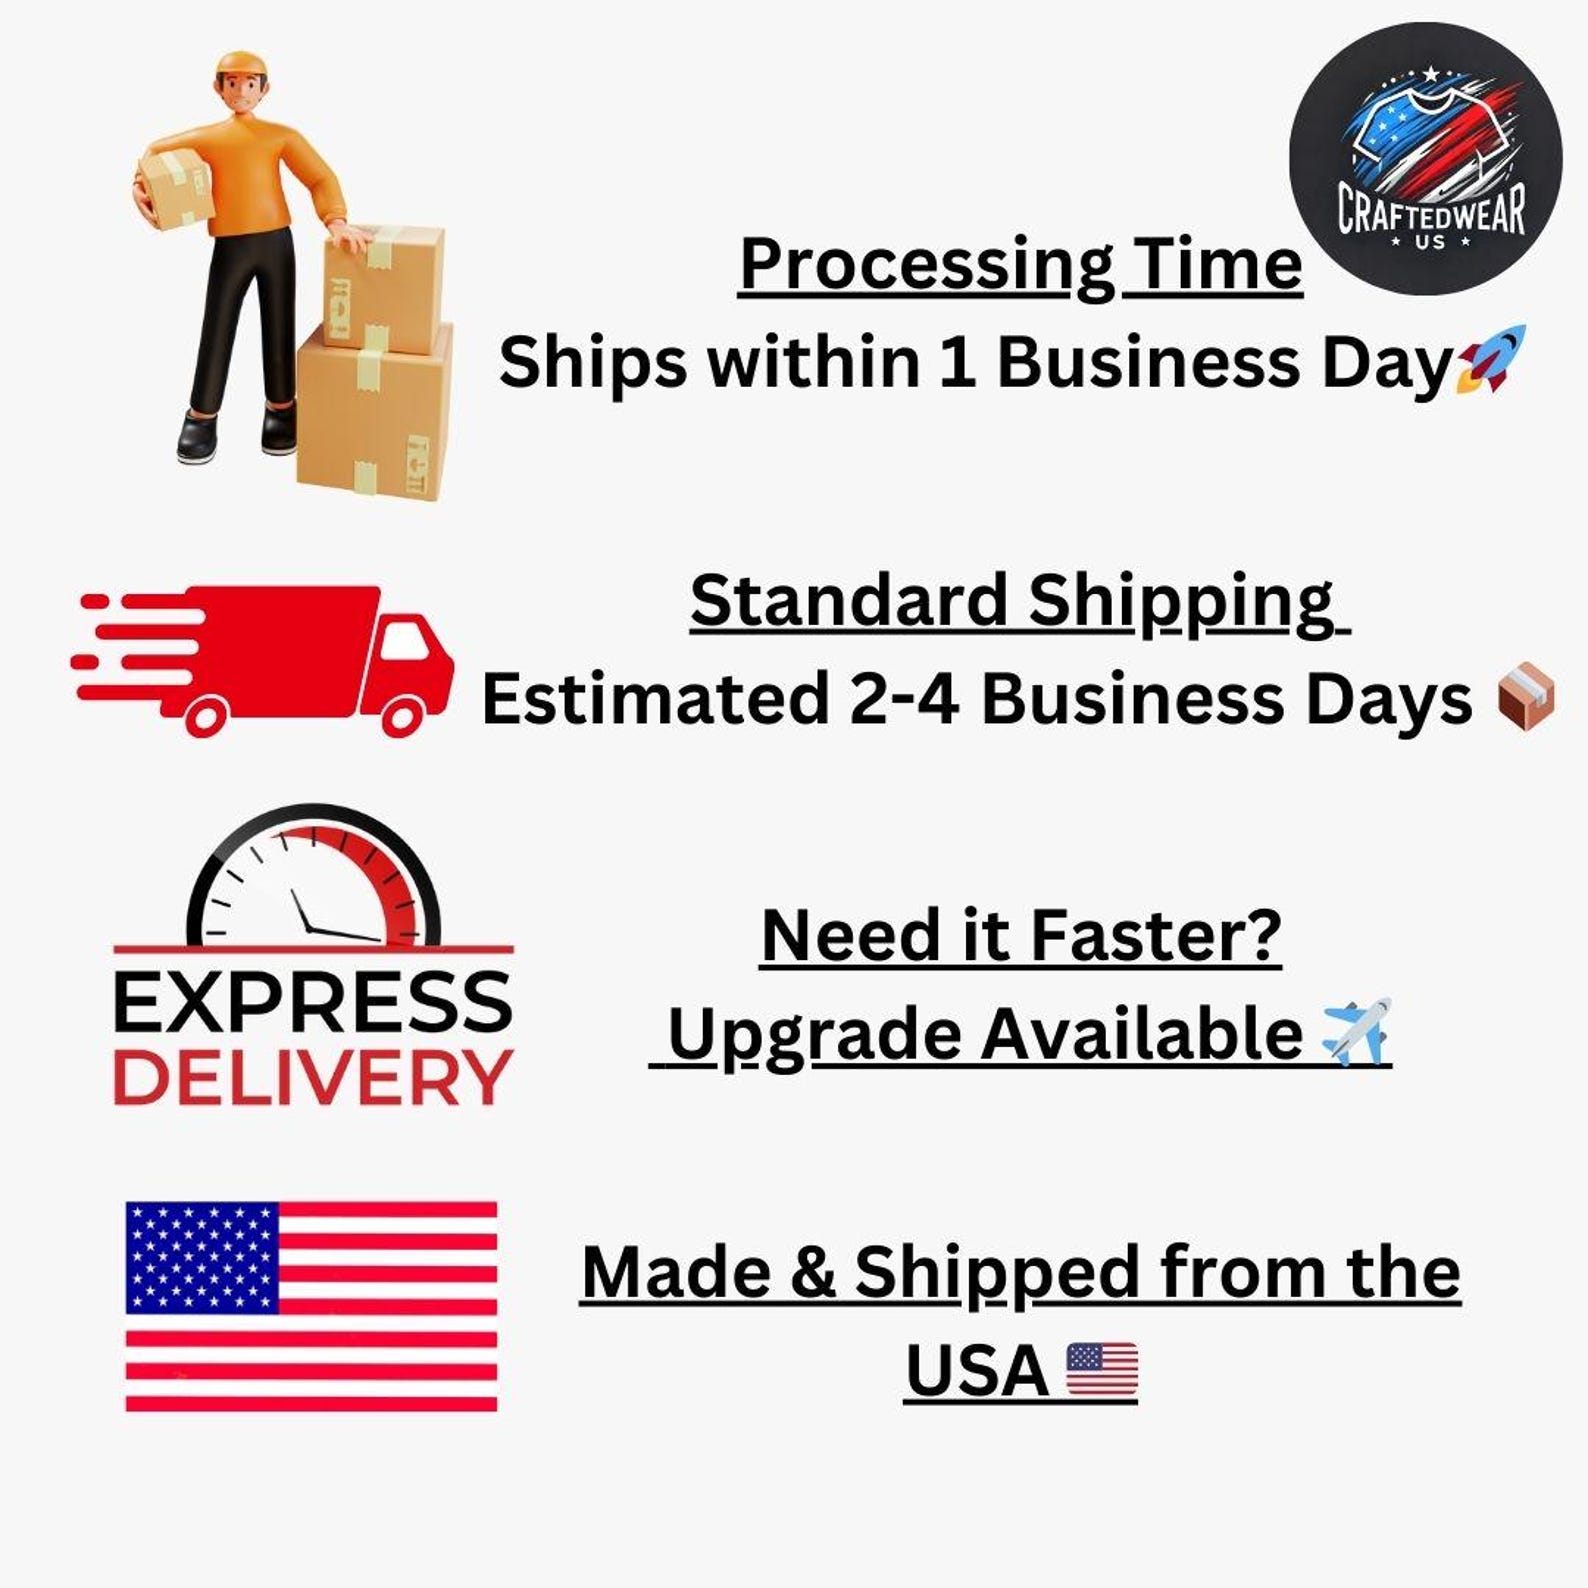 CRAFTEDWEAR
★ US ★
Processing Time
Ships within 1 Business Day🚀
Standard Shipping
Estimated 2-4 Business Days 📦
EXPRESS
DELIVERY
Need it Faster?
Upgrade Available ✈️
Made & Shipped from the
USA 🇺🇸